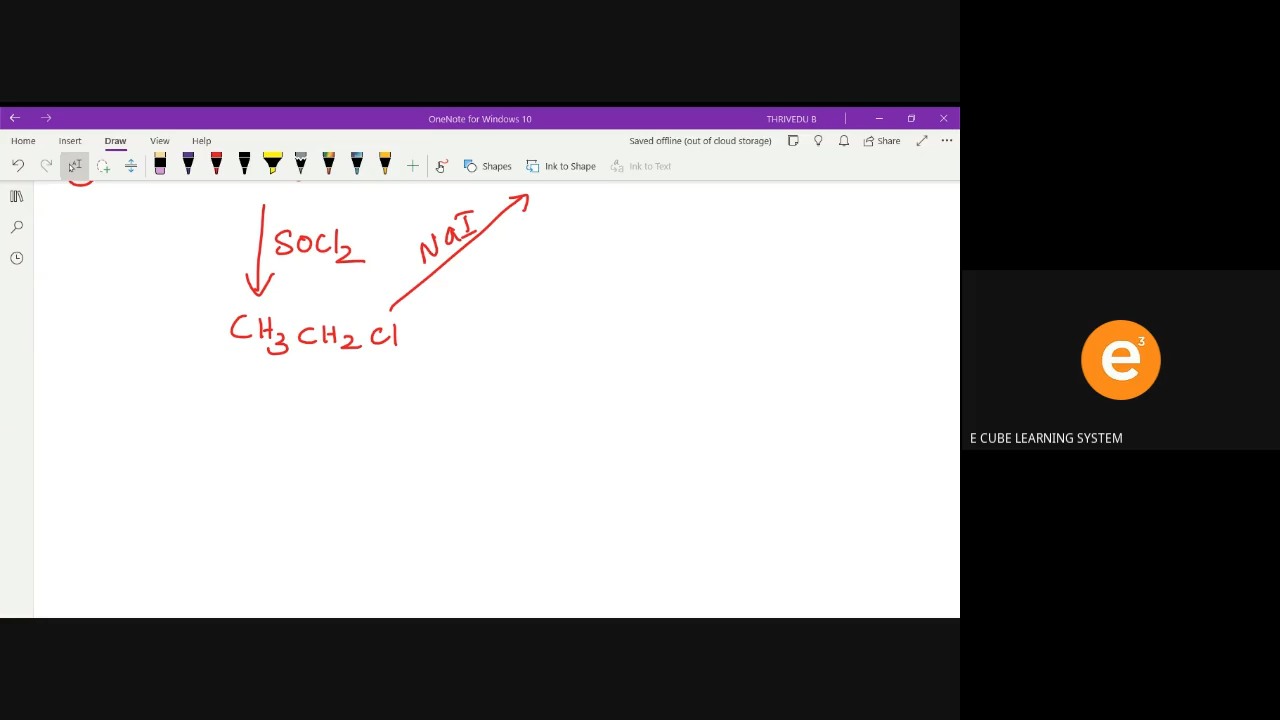 OneNote for Windows 10 THRIVEDU B
Home Insert Draw View Help Saved offline (out of cloud storage) Share
Shapes Ink to Shape Ink to Text
SOCl2
NaI
CH3CH2Cl
e3
E CUBE LEARNING SYSTEM